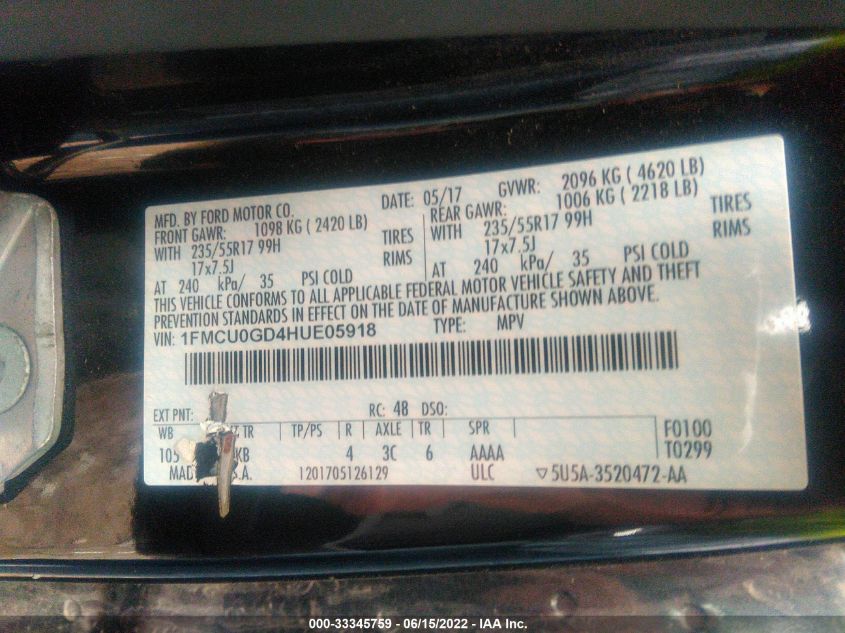 MFD. BY FORD MOTOR CO. DATE: 05/17 GVWR: 2096 KG ( 4620 LB)
FRONT GAWR: 1098 KG ( 2420 LB) REAR GAWR: 1006 KG ( 2218 LB)
WITH 235/55R17 99H TIRES WITH 235/55R17 99H TIRES
17x7.5J RIMS 17x7.5J RIMS
AT 240 kPa/ 35 PSI COLD AT 240 kPa/ 35 PSI COLD
THIS VEHICLE CONFORMS TO ALL APPLICABLE FEDERAL MOTOR VEHICLE SAFETY AND THEFT
PREVENTION STANDARDS IN EFFECT ON THE DATE OF MANUFACTURE SHOWN ABOVE.
VIN: 1FMCU0GD4HUE05918 TYPE: MPV
EXT PNT: RC: 48 DSO:
WB TR TP/PS R AXLE TR SPR F0100
105 KB 4 3C 6 AAAA T0299
MAD .A. 1201705126129 ULC ▽5U5A-3520472-AA
000-33345759 - 06/15/2022 - IAA Inc.